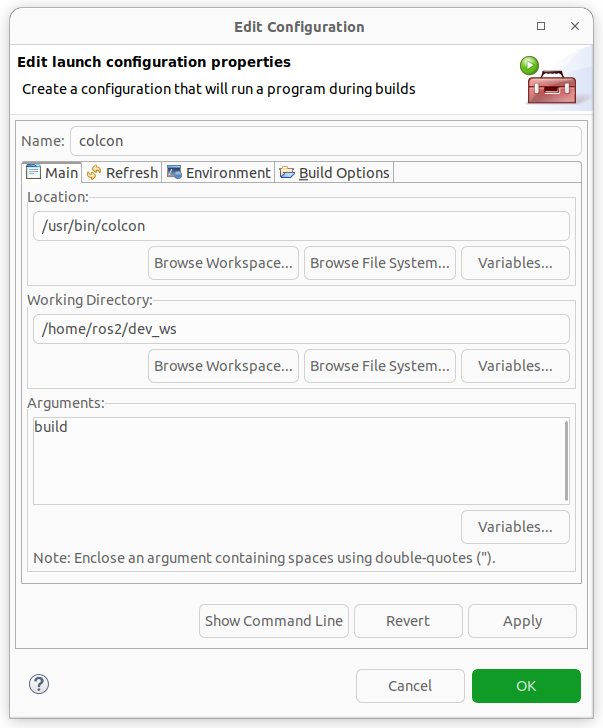 Edit Configuration
Edit launch configuration properties
Create a configuration that will run a program during builds
Name: colcon
Main Refresh Environment Build Options
Location:
/usr/bin/colcon
Browse Workspace... Browse File System... Variables...
Working Directory:
/home/ros2/dev_ws
Browse Workspace... Browse File System... Variables...
Arguments:
build
Variables...
Note: Enclose an argument containing spaces using double-quotes (").
Show Command Line Revert Apply
? Cancel OK